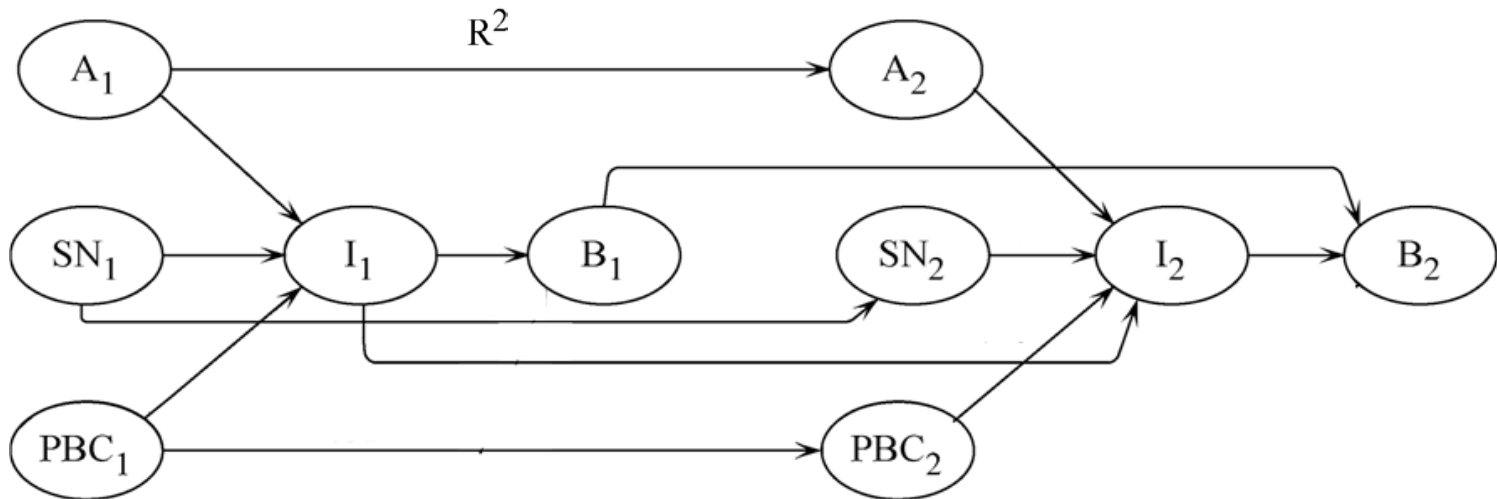 R²
A₁ A₂
SN₁ I₁ B₁ SN₂ I₂ B₂
PBC₁ PBC₂